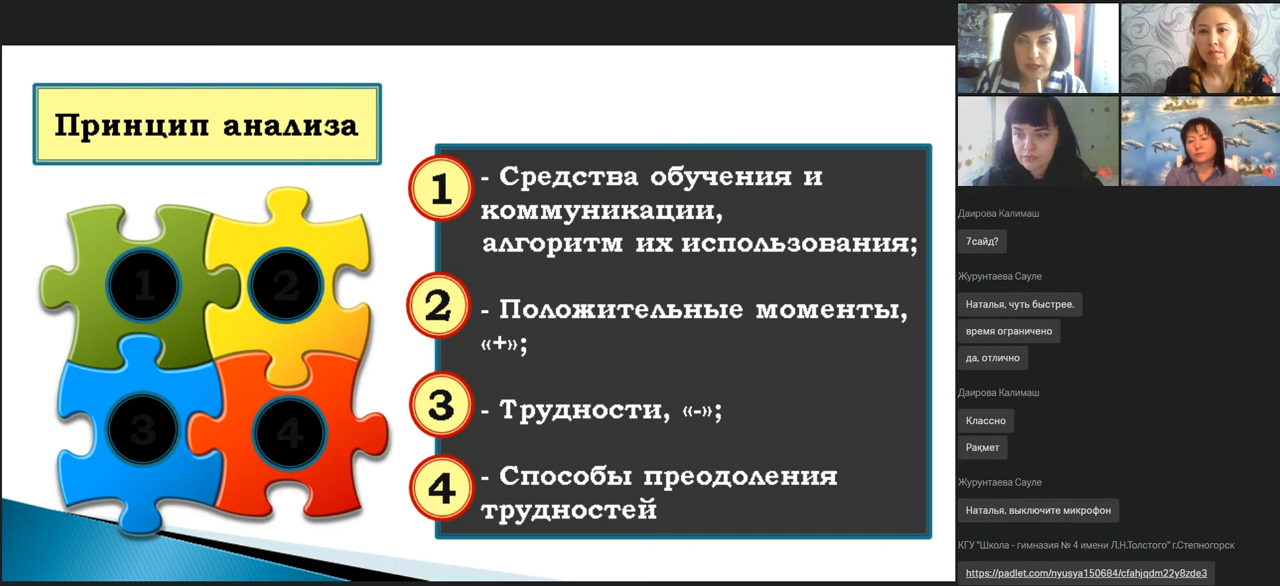 Принцип анализа
1
2
3
4
1
- Средства обучения и
коммуникации,
алгоритм их использования;
2
- Положительные моменты,
«+»;
3
- Трудности, «-»;
4
- Способы преодоления
трудностей
Даирова Калимаш
7сайд?
Журунтаева Сауле
Наталья, чуть быстрее.
время ограничено
да, отлично
Даирова Калимаш
Классно
Рақмет
Журунтаева Сауле
Наталья, выключите микрофон
КГУ "Школа - гимназия № 4 имени Л.Н.Толстого" г.Степногорск
https://padlet.com/nyusya150684/cfahjqdm22y8zde3